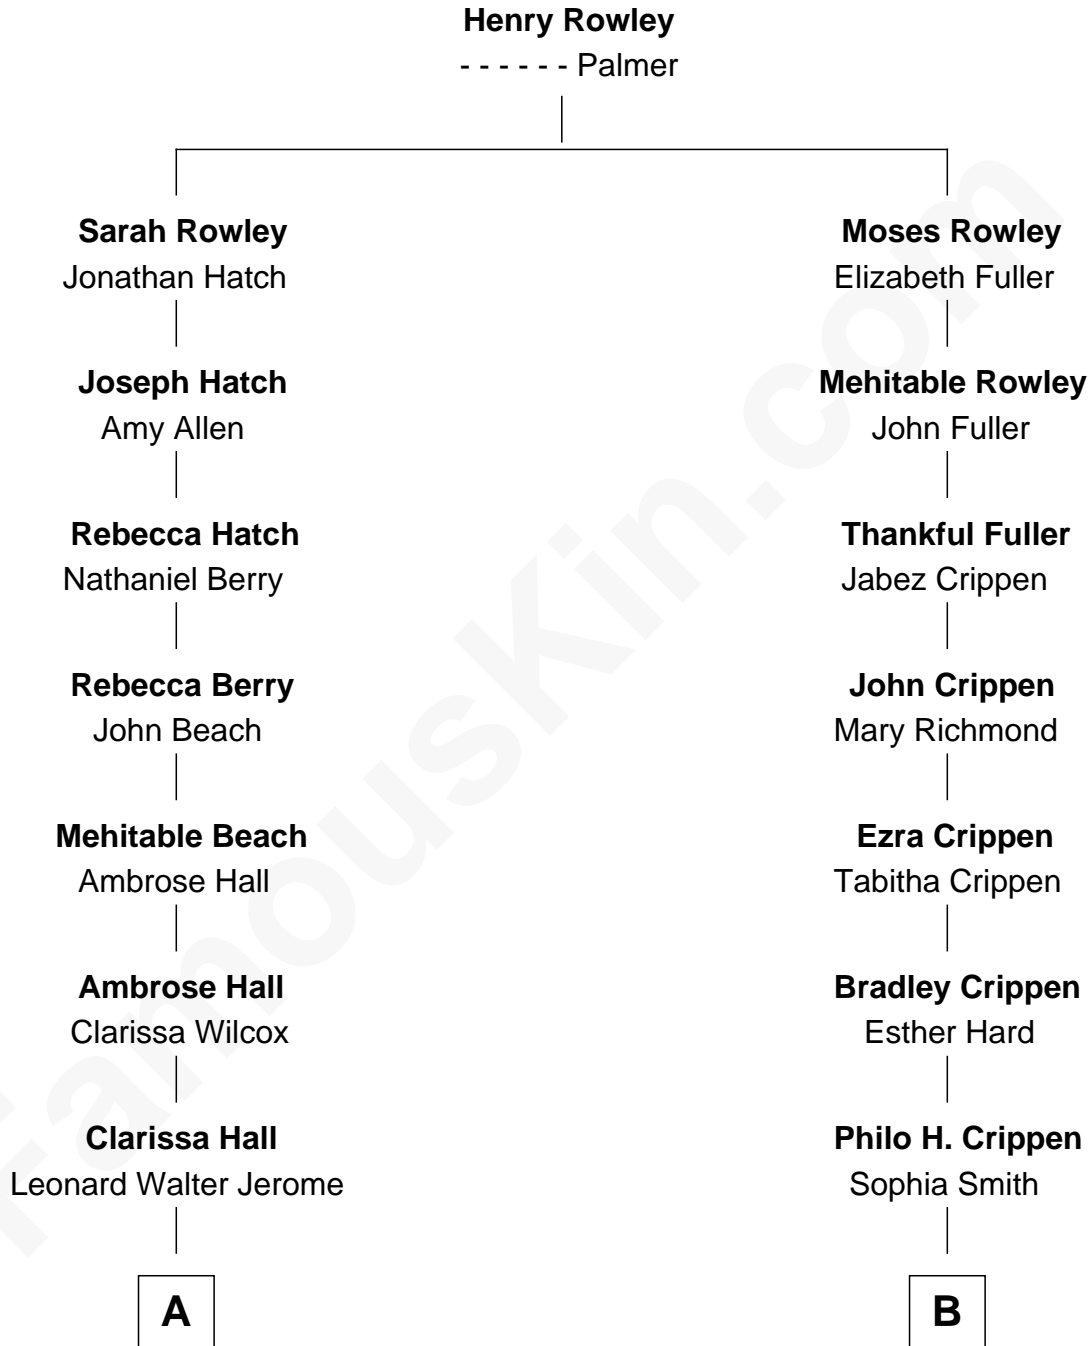 Henry Rowley
- - - - - - Palmer
Sarah Rowley
Jonathan Hatch
Moses Rowley
Elizabeth Fuller
Joseph Hatch
Amy Allen
Mehitable Rowley
John Fuller
Rebecca Hatch
Nathaniel Berry
Thankful Fuller
Jabez Crippen
Rebecca Berry
John Beach
John Crippen
Mary Richmond
Mehitable Beach
Ambrose Hall
Ezra Crippen
Tabitha Crippen
Ambrose Hall
Clarissa Wilcox
Bradley Crippen
Esther Hard
Clarissa Hall
Leonard Walter Jerome
Philo H. Crippen
Sophia Smith
A
B
FamousKin.com